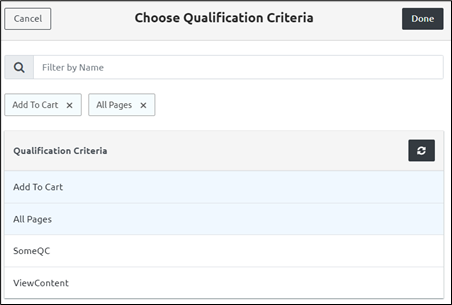 Cancel Choose Qualification Criteria Done
Filter by Name
Add To Cart × All Pages ×
Qualification Criteria
Add To Cart
All Pages
SomeQC
ViewContent